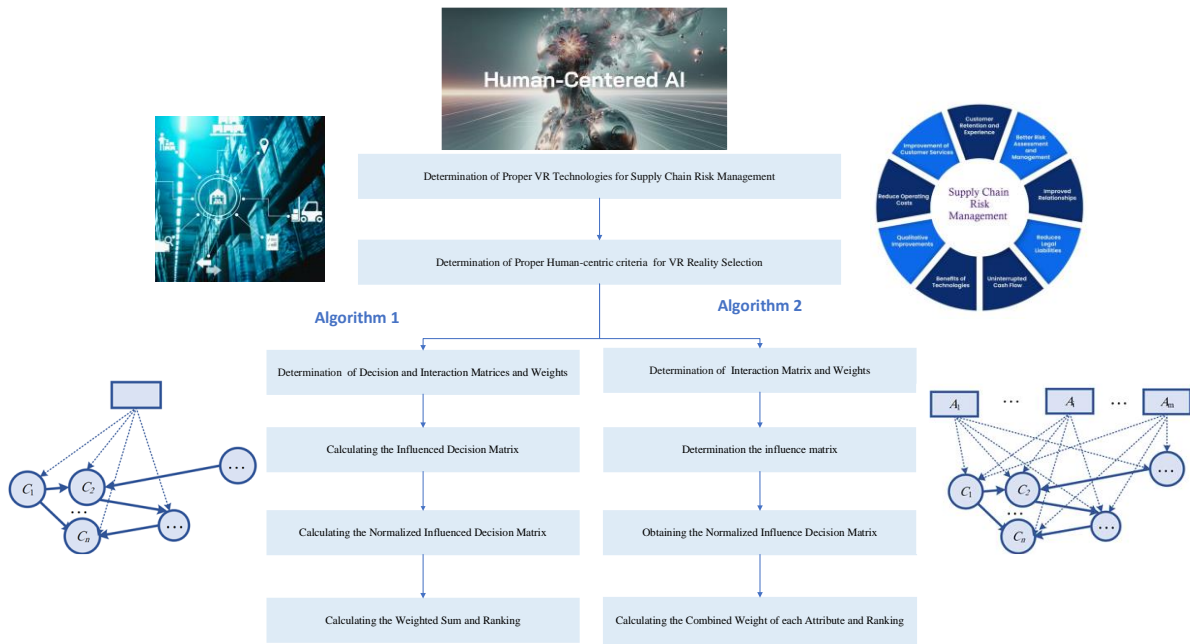 Human-Centered AI
Determination of Proper VR Technologies for Supply Chain Risk Management
Determination of Proper Human-centric criteria for VR Reality Selection
Algorithm 1
Algorithm 2
Determination of Decision and Interaction Matrices and Weights
Calculating the Influenced Decision Matrix
Calculating the Normalized Influenced Decision Matrix
Calculating the Weighted Sum and Ranking
Determination of Interaction Matrix and Weights
Determination the influence matrix
Obtaining the Normalized Influence Decision Matrix
Calculating the Combined Weight of each Attribute and Ranking
Customer
Retention and
Experience
Better Risk
Assessment
and
Management
Improved
Relationships
Reduces
Legal
Liabilities
Uninterrupted
Cash Flow
Benefits of
Technologies
Qualitative
Improvements
Reduce Operating
Costs
Improvement of
Customer Services
Supply Chain
Risk
Management
C1
C2
...
...
Cn
...
A1
...
Ai
...
Am
C1
C2
...
...
Cn
...